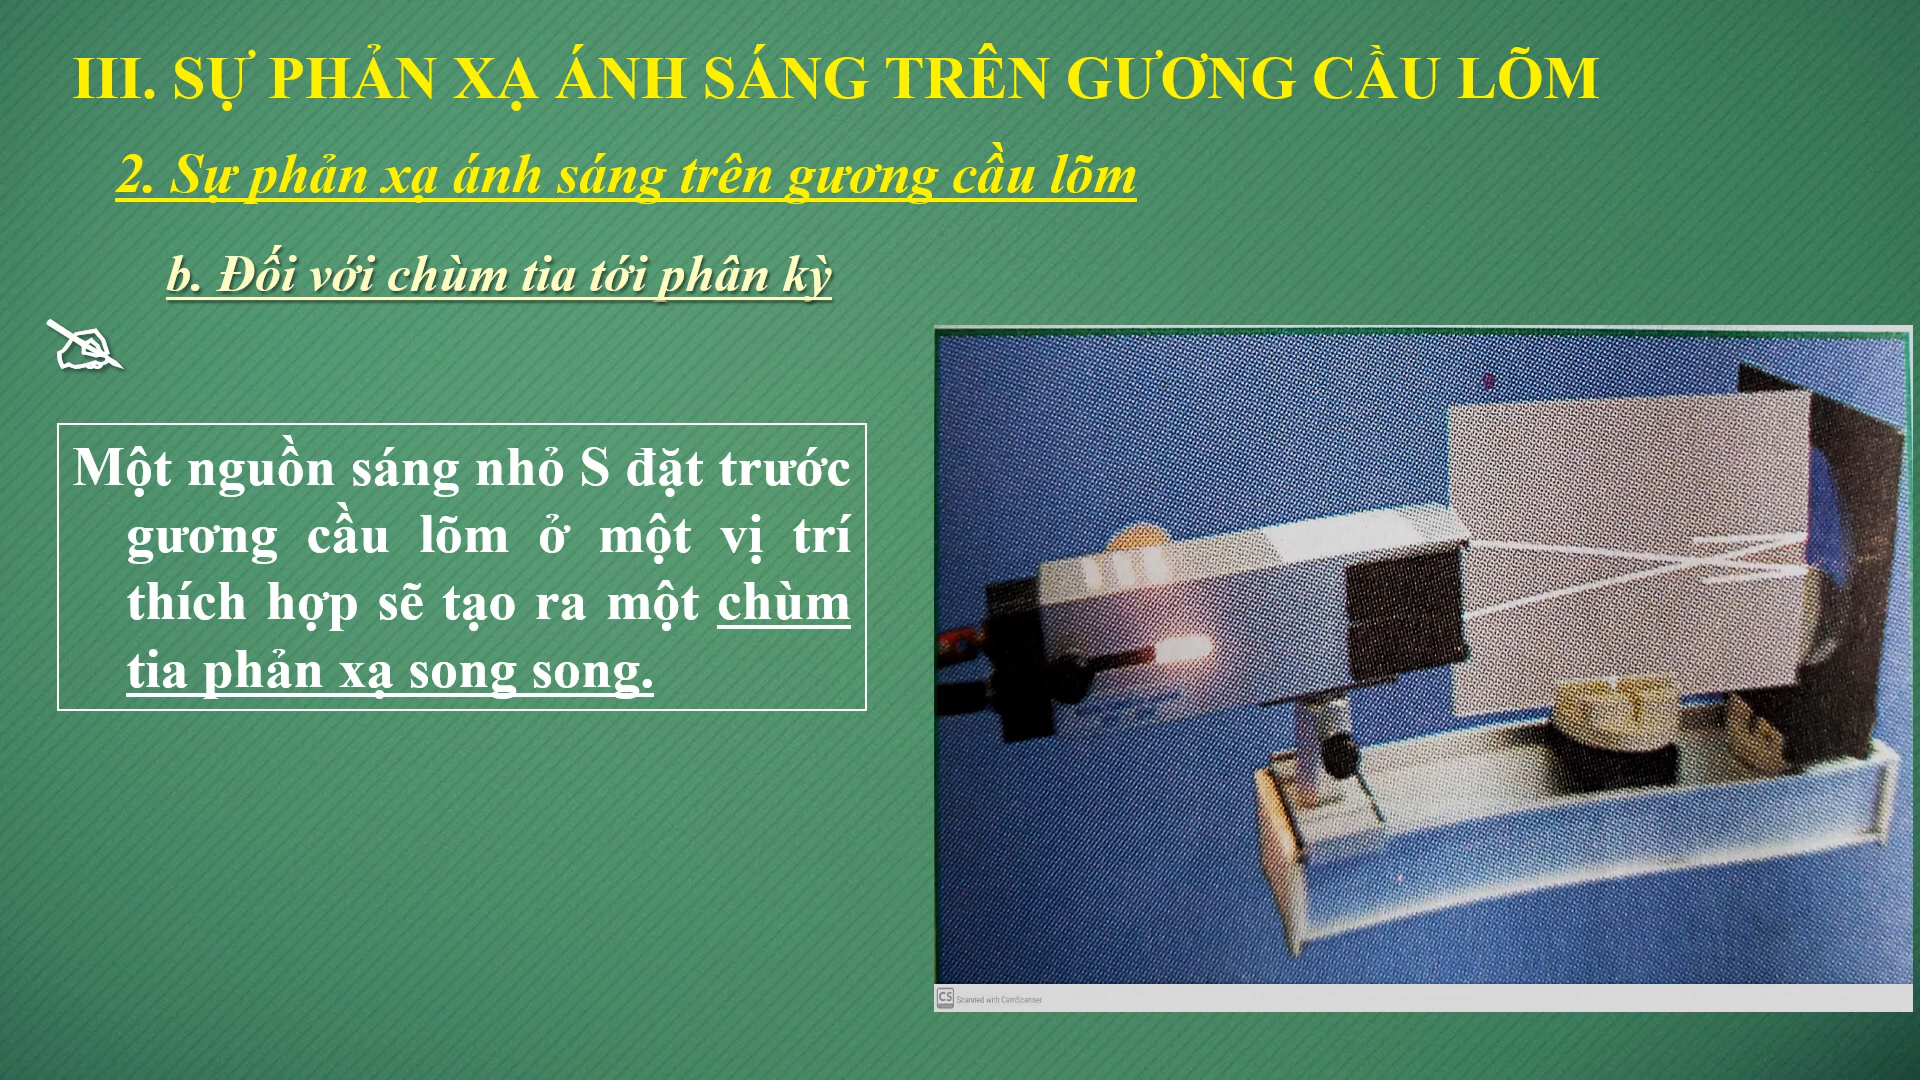 III. SỰ PHẢN XẠ ÁNH SÁNG TRÊN GƯƠNG CẦU LÕM
2. Sự phản xạ ánh sáng trên gương cầu lõm
b. Đối với chùm tia tới phân kỳ
Một nguồn sáng nhỏ S đặt trước
gương cầu lõm ở một vị trí
thích hợp sẽ tạo ra một chùm
tia phản xạ song song.
CS Scanned with CamScanner